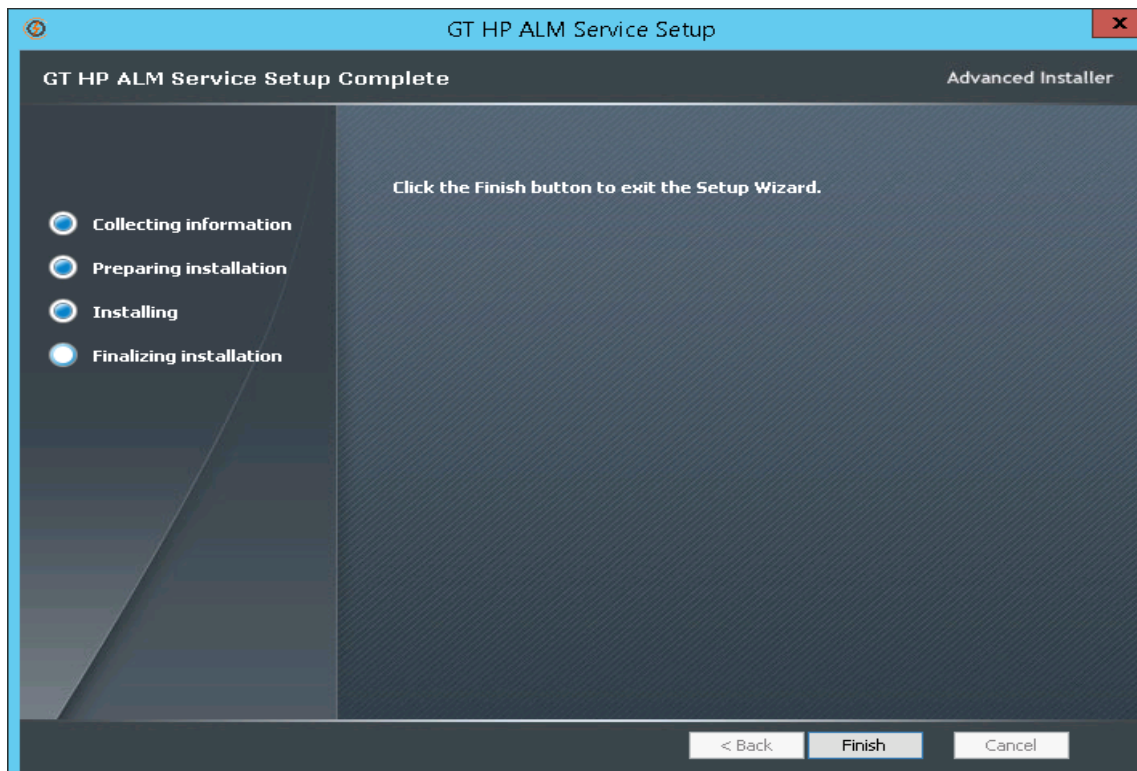 GT HP ALM Service Setup
x
GT HP ALM Service Setup Complete
Advanced Installer
Click the Finish button to exit the Setup Wizard.
Collecting information
Preparing installation
Installing
Finalizing installation
< Back
Finish
Cancel